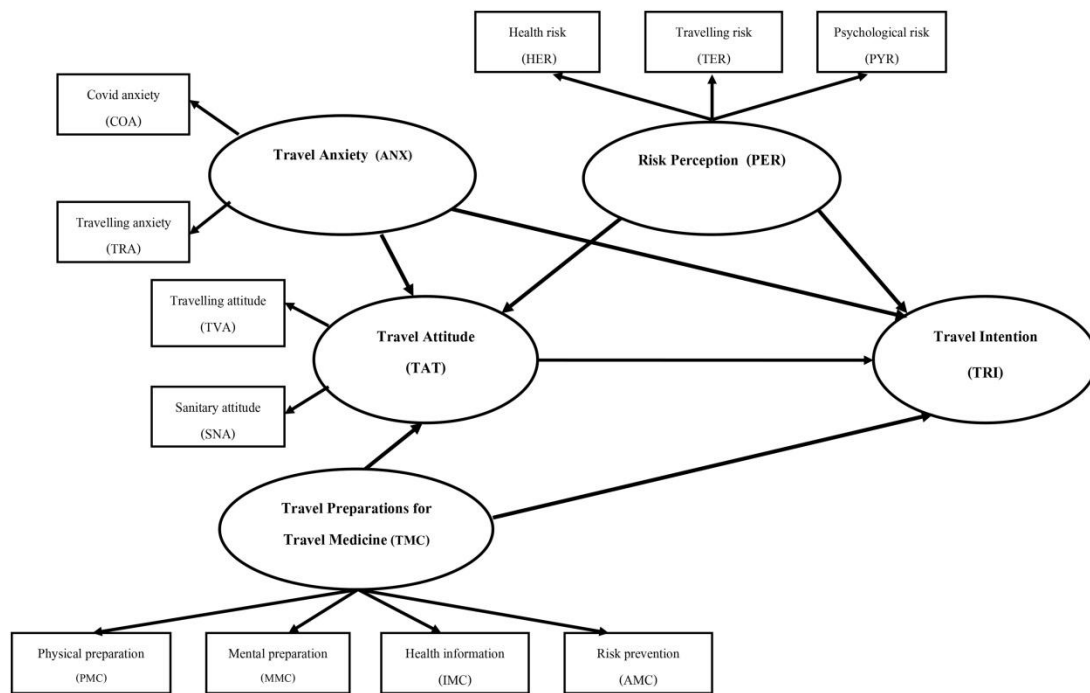 Health risk
(HER)
Travelling risk
(TER)
Psychological risk
(PYR)
Covid anxiety
(COA)
Travel Anxiety (ANX)
Risk Perception (PER)
Travelling anxiety
(TRA)
Travelling attitude
(TVA)
Travel Attitude
(TAT)
Travel Intention
(TRI)
Sanitary attitude
(SNA)
Travel Preparations for
Travel Medicine (TMC)
Physical preparation
(PMC)
Mental preparation
(MMC)
Health information
(IMC)
Risk prevention
(AMC)